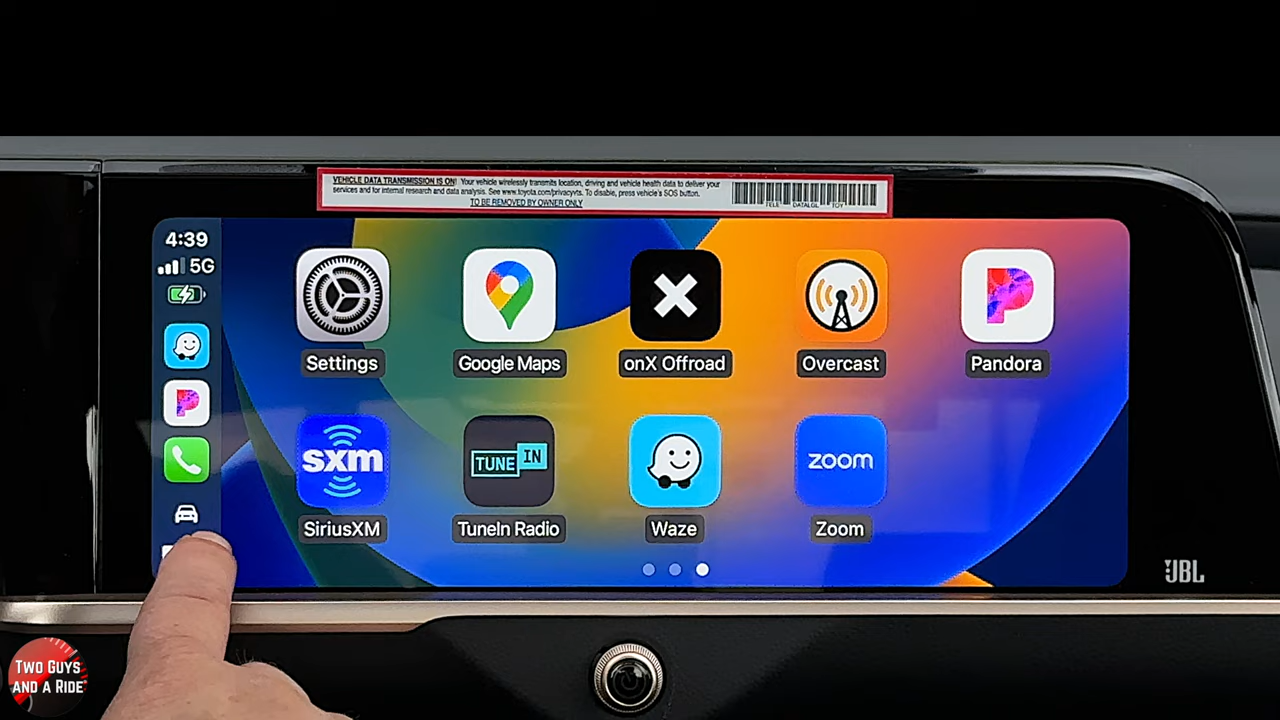 VEHICLE DATA TRANSMISSION IS ON! Your vehicle wirelessly transmits location, driving and vehicle health data to deliver your
services and for internal research and data analysis. See www.toyota.com/privacyvts. To disable, press vehicle's SOS button.
TO BE REMOVED BY OWNER ONLY
TELE DATALGL TOY
4:39
5G
Settings
Google Maps
onX Offroad
Overcast
Pandora
sxm
TUNE IN
zoom
SiriusXM
TuneIn Radio
Waze
Zoom
JBL
TWO GUYS
AND A RIDE